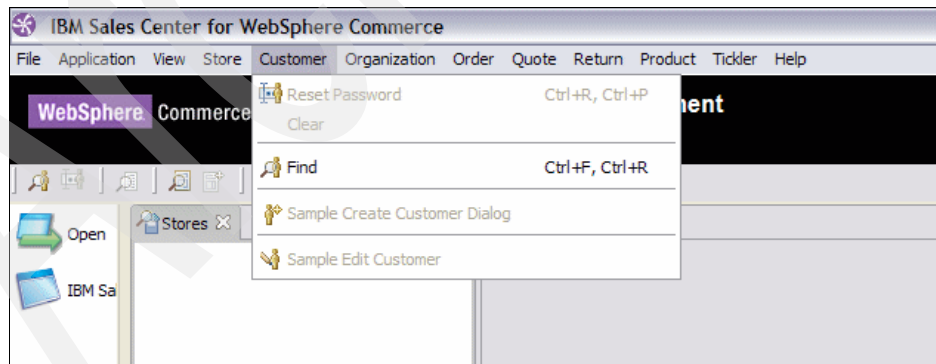 IBM Sales Center for WebSphere Commerce
File Application View Store Customer Organization Order Quote Return Product Tickler Help
WebSphere. Commerce
Reset Password Ctrl+R, Ctrl+P
Clear
Find Ctrl+F, Ctrl+R
Sample Create Customer Dialog
Sample Edit Customer
Open
Stores
IBM Sa